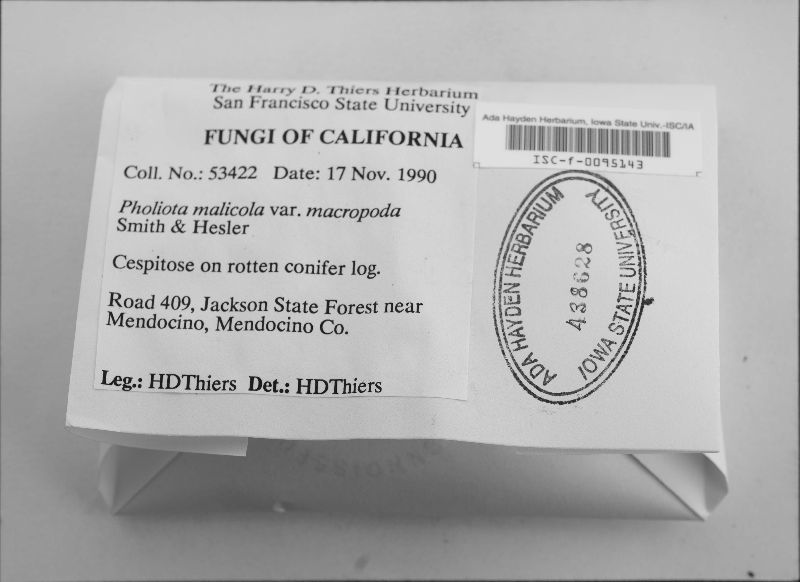 The Harry D. Thiers Herbarium
San Francisco State University
FUNGI OF CALIFORNIA
Coll. No.: 53422 Date: 17 Nov. 1990
Pholiota malicola var. macropoda
Smith & Hesler
Cespitose on rotten conifer log.
Road 409, Jackson State Forest near
Mendocino, Mendocino Co.
Leg.: HDThiers Det.: HDThiers
Ada Hayden Herbarium, Iowa State Univ.-ISC/IA
ISC-f-0095143
ADA HAYDEN HERBARIUM
438628
IOWA STATE UNIVERSITY